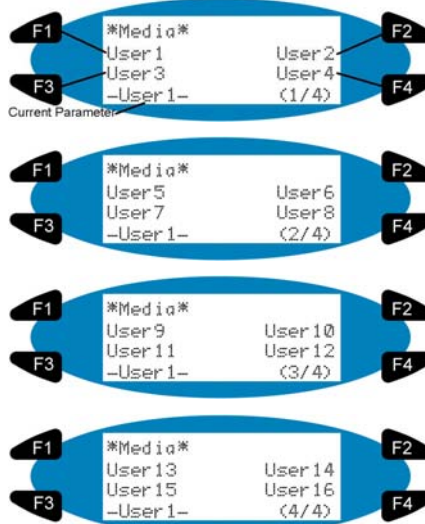 F1 F2
*Media*
User1 User2
User3 User4
-User1- (1/4)
F3 F4
Current Parameter
F1 F2
*Media*
User5 User6
User7 User8
-User1- (2/4)
F3 F4
F1 F2
*Media*
User9 User10
User11 User12
-User1- (3/4)
F3 F4
F1 F2
*Media*
User13 User14
User15 User16
-User1- (4/4)
F3 F4